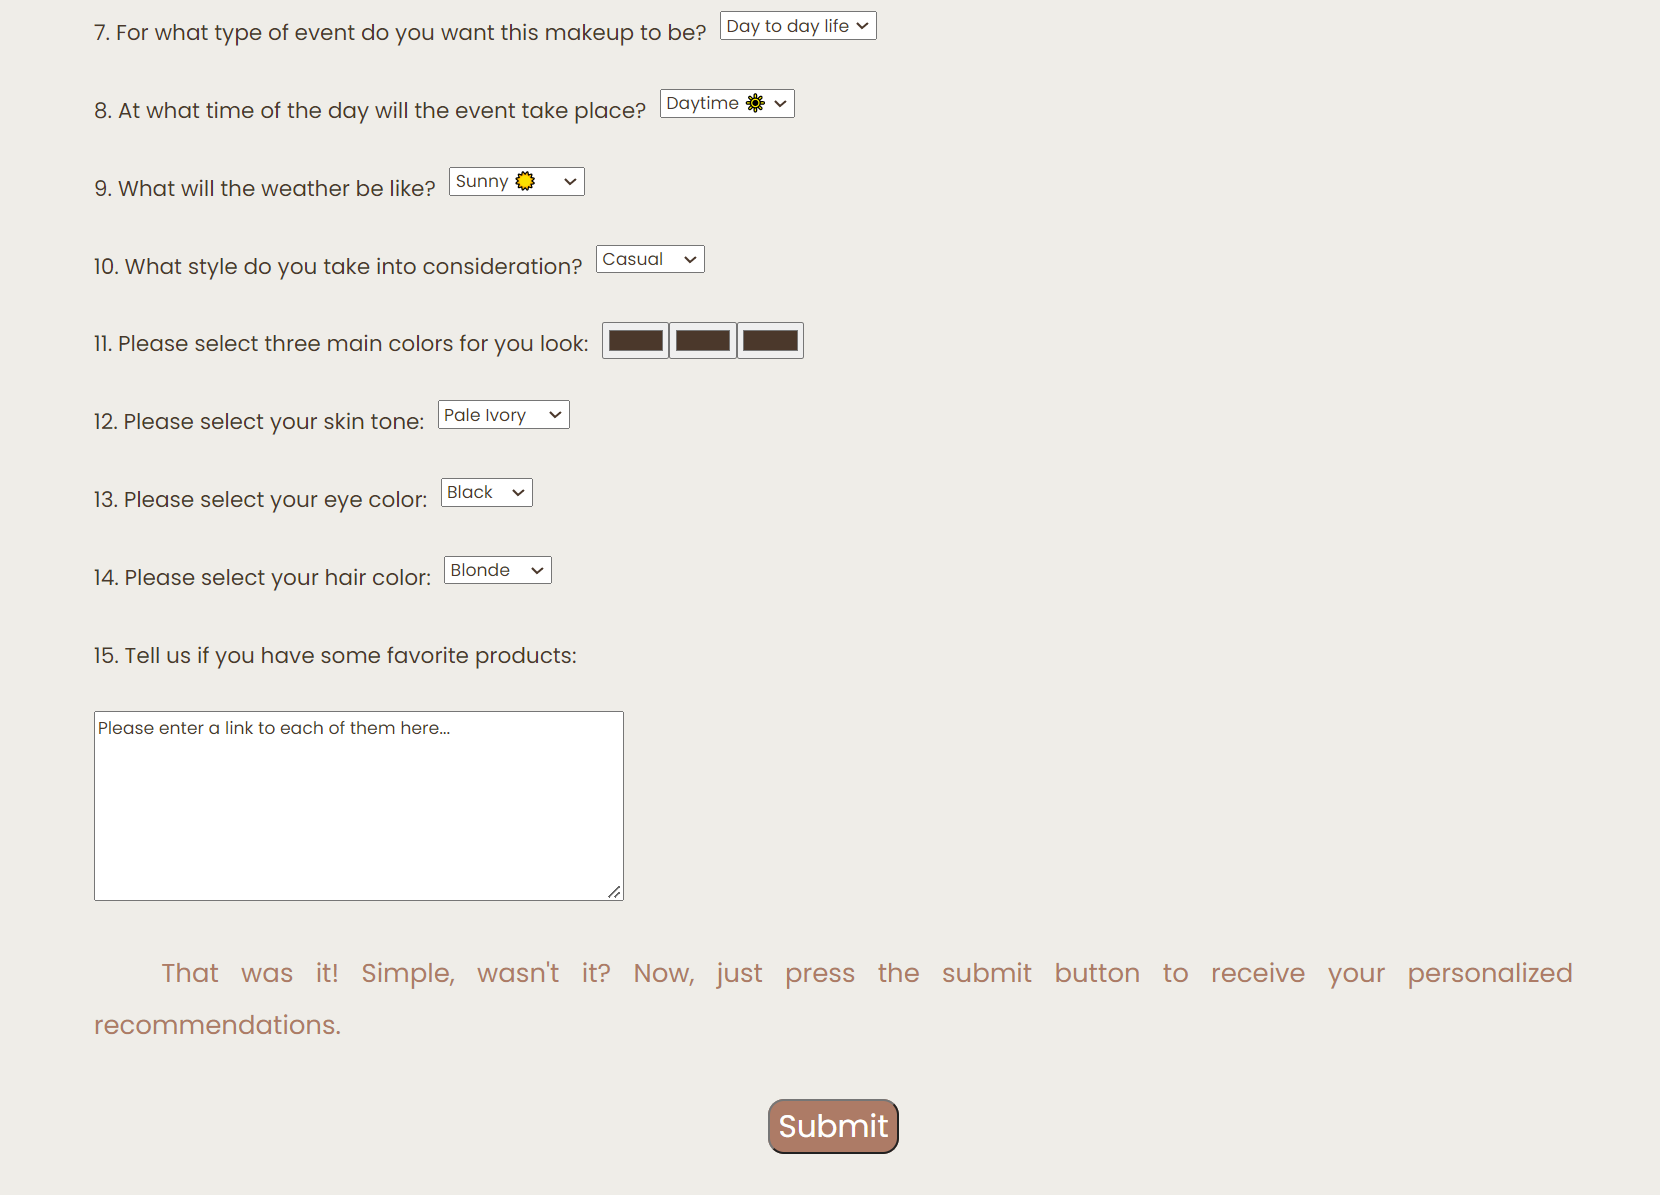 7. For what type of event do you want this makeup to be? Day to day life
8. At what time of the day will the event take place? Daytime
9. What will the weather be like? Sunny
10. What style do you take into consideration? Casual
11. Please select three main colors for you look:
12. Please select your skin tone: Pale Ivory
13. Please select your eye color: Black
14. Please select your hair color: Blonde
15. Tell us if you have some favorite products:
Please enter a link to each of them here...
That was it! Simple, wasn't it? Now, just press the submit button to receive your personalized
recommendations.
Submit